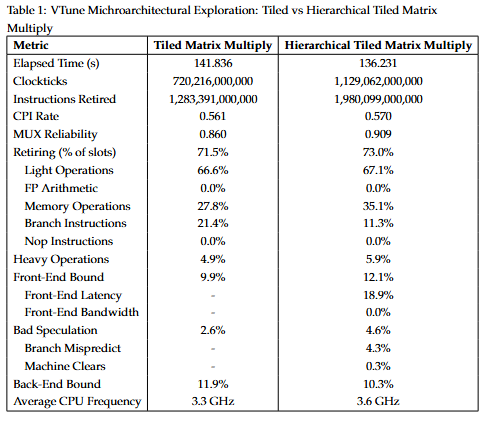 Table 1: VTune Michroarchitectural Exploration: Tiled vs Hierarchical Tiled Matrix
Multiply
Metric Tiled Matrix Multiply Hierarchical Tiled Matrix Multiply
Elapsed Time (s) 141.836 136.231
Clockticks 720,216,000,000 1,129,062,000,000
Instructions Retired 1,283,391,000,000 1,980,099,000,000
CPI Rate 0.561 0.570
MUX Reliability 0.860 0.909
Retiring (% of slots) 71.5% 73.0%
Light Operations 66.6% 67.1%
FP Arithmetic 0.0% 0.0%
Memory Operations 27.8% 35.1%
Branch Instructions 21.4% 11.3%
Nop Instructions 0.0% 0.0%
Heavy Operations 4.9% 5.9%
Front-End Bound 9.9% 12.1%
Front-End Latency - 18.9%
Front-End Bandwidth - 0.0%
Bad Speculation 2.6% 4.6%
Branch Mispredict - 4.3%
Machine Clears - 0.3%
Back-End Bound 11.9% 10.3%
Average CPU Frequency 3.3 GHz 3.6 GHz